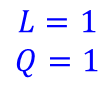 L = 1
Q = 1